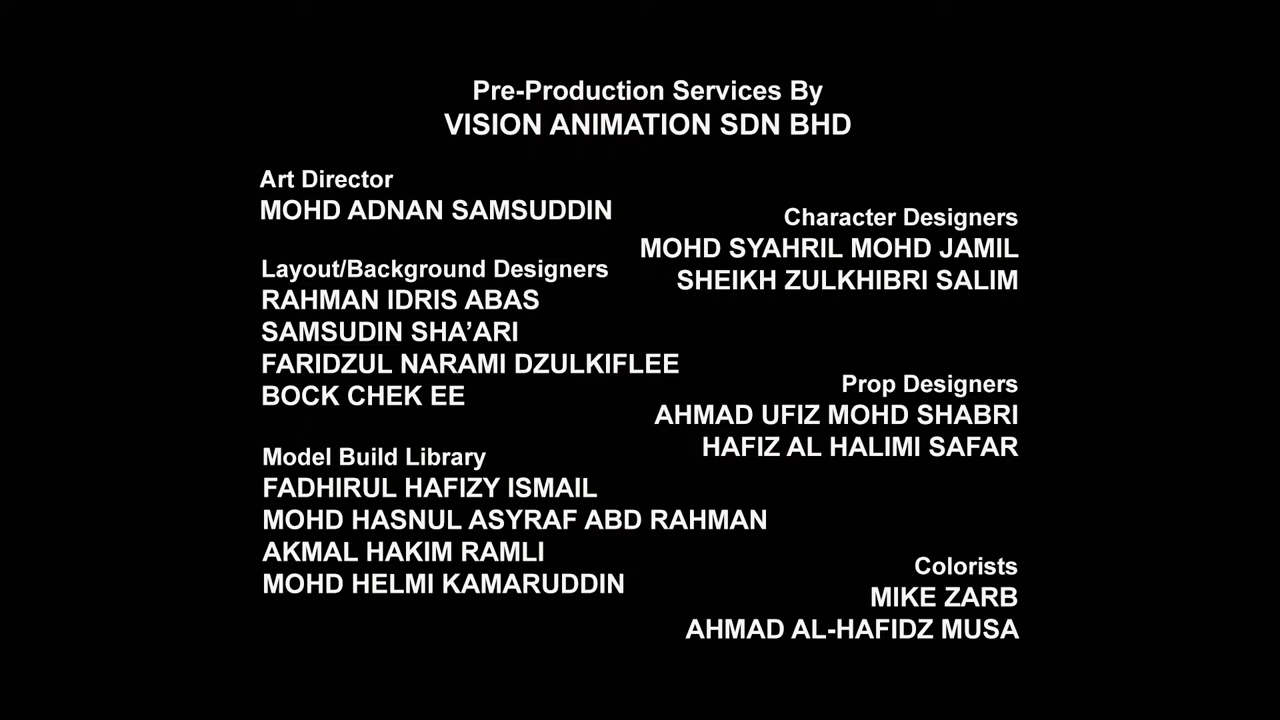 Pre-Production Services By
VISION ANIMATION SDN BHD
Art Director
MOHD ADNAN SAMSUDDIN
Layout/Background Designers
RAHMAN IDRIS ABAS
SAMSUDIN SHA’ARI
FARIDZUL NARAMI DZULKIFLEE
BOCK CHEK EE
Model Build Library
FADHIRUL HAFIZY ISMAIL
MOHD HASNUL ASYRAF ABD RAHMAN
AKMAL HAKIM RAMLI
MOHD HELMI KAMARUDDIN
Character Designers
MOHD SYAHRIL MOHD JAMIL
SHEIKH ZULKHIBRI SALIM
Prop Designers
AHMAD UFIZ MOHD SHABRI
HAFIZ AL HALIMI SAFAR
Colorists
MIKE ZARB
AHMAD AL-HAFIDZ MUSA